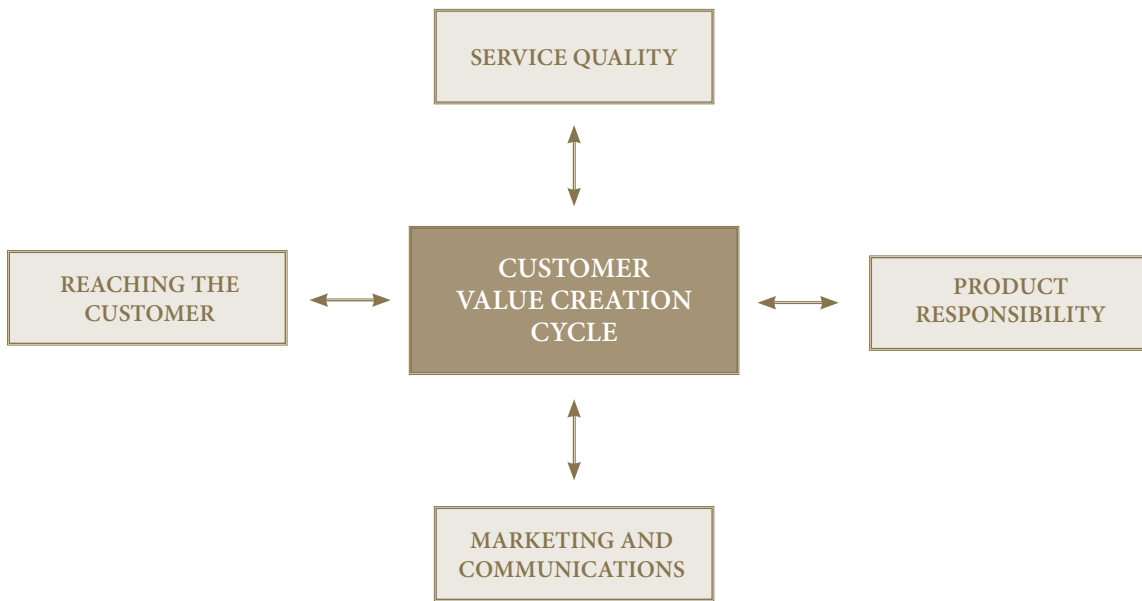 SERVICE QUALITY
REACHING THE
CUSTOMER
CUSTOMER
VALUE CREATION
CYCLE
PRODUCT
RESPONSIBILITY
MARKETING AND
COMMUNICATIONS